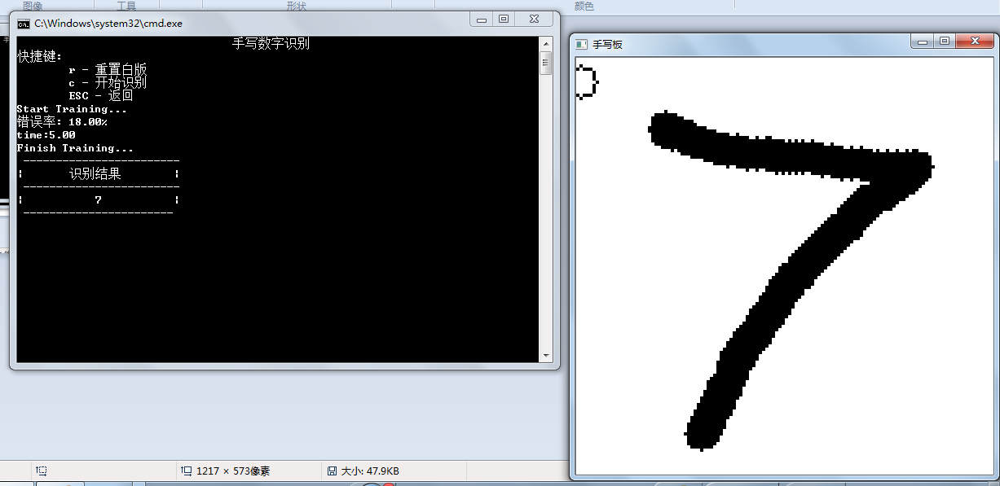 图像 工具 形状 颜色
C:\Windows\system32\cmd.exe
手写数字识别
快捷键:
r - 重置白版
c - 开始识别
ESC - 返回
Start Training...
错误率: 18.00%
time:5.00
Finish Training...
识别结果
7
手写板
7
1217 × 573像素
大小: 47.9KB